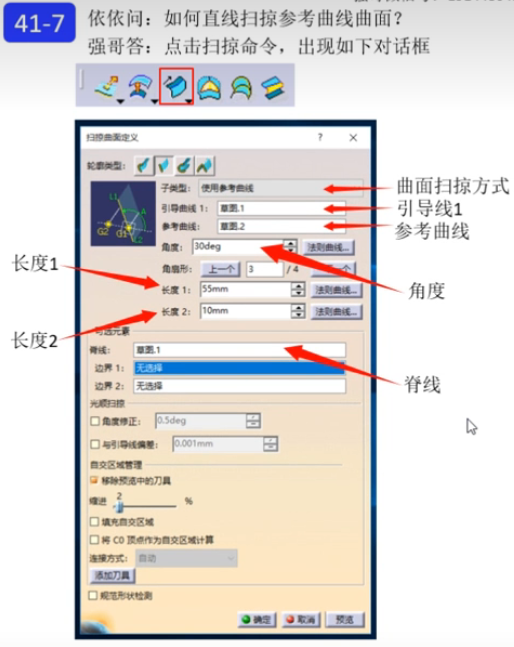 41-7
依依问：如何直线扫掠参考曲线曲面？
强哥答：点击扫掠命令，出现如下对话框
扫掠曲面定义
? ×
轮廓类型：
子类型： 使用参考曲线
曲面扫掠方式
引导曲线 1： 草图.1
引导线1
参考曲线： 草图.2
参考曲线
角度： 30deg 法则曲线...
角度
角扇形： 上一个 3 / 4 下一个
长度 1： 55mm 法则曲线...
长度1
长度 2： 10mm 法则曲线...
长度2
可选元素
脊线： 草图.1
脊线
边界 1： 无选择
边界 2： 无选择
光顺扫掠
角度修正： 0.5deg
与引导线偏差： 0.001mm
自交区域管理
移除预览中的刀具
缩进 2 %
填充自交区域
将 C0 顶点作为自交区域计算
连接方式： 自动
添加刀具
规范形状检测
确定 取消 预览